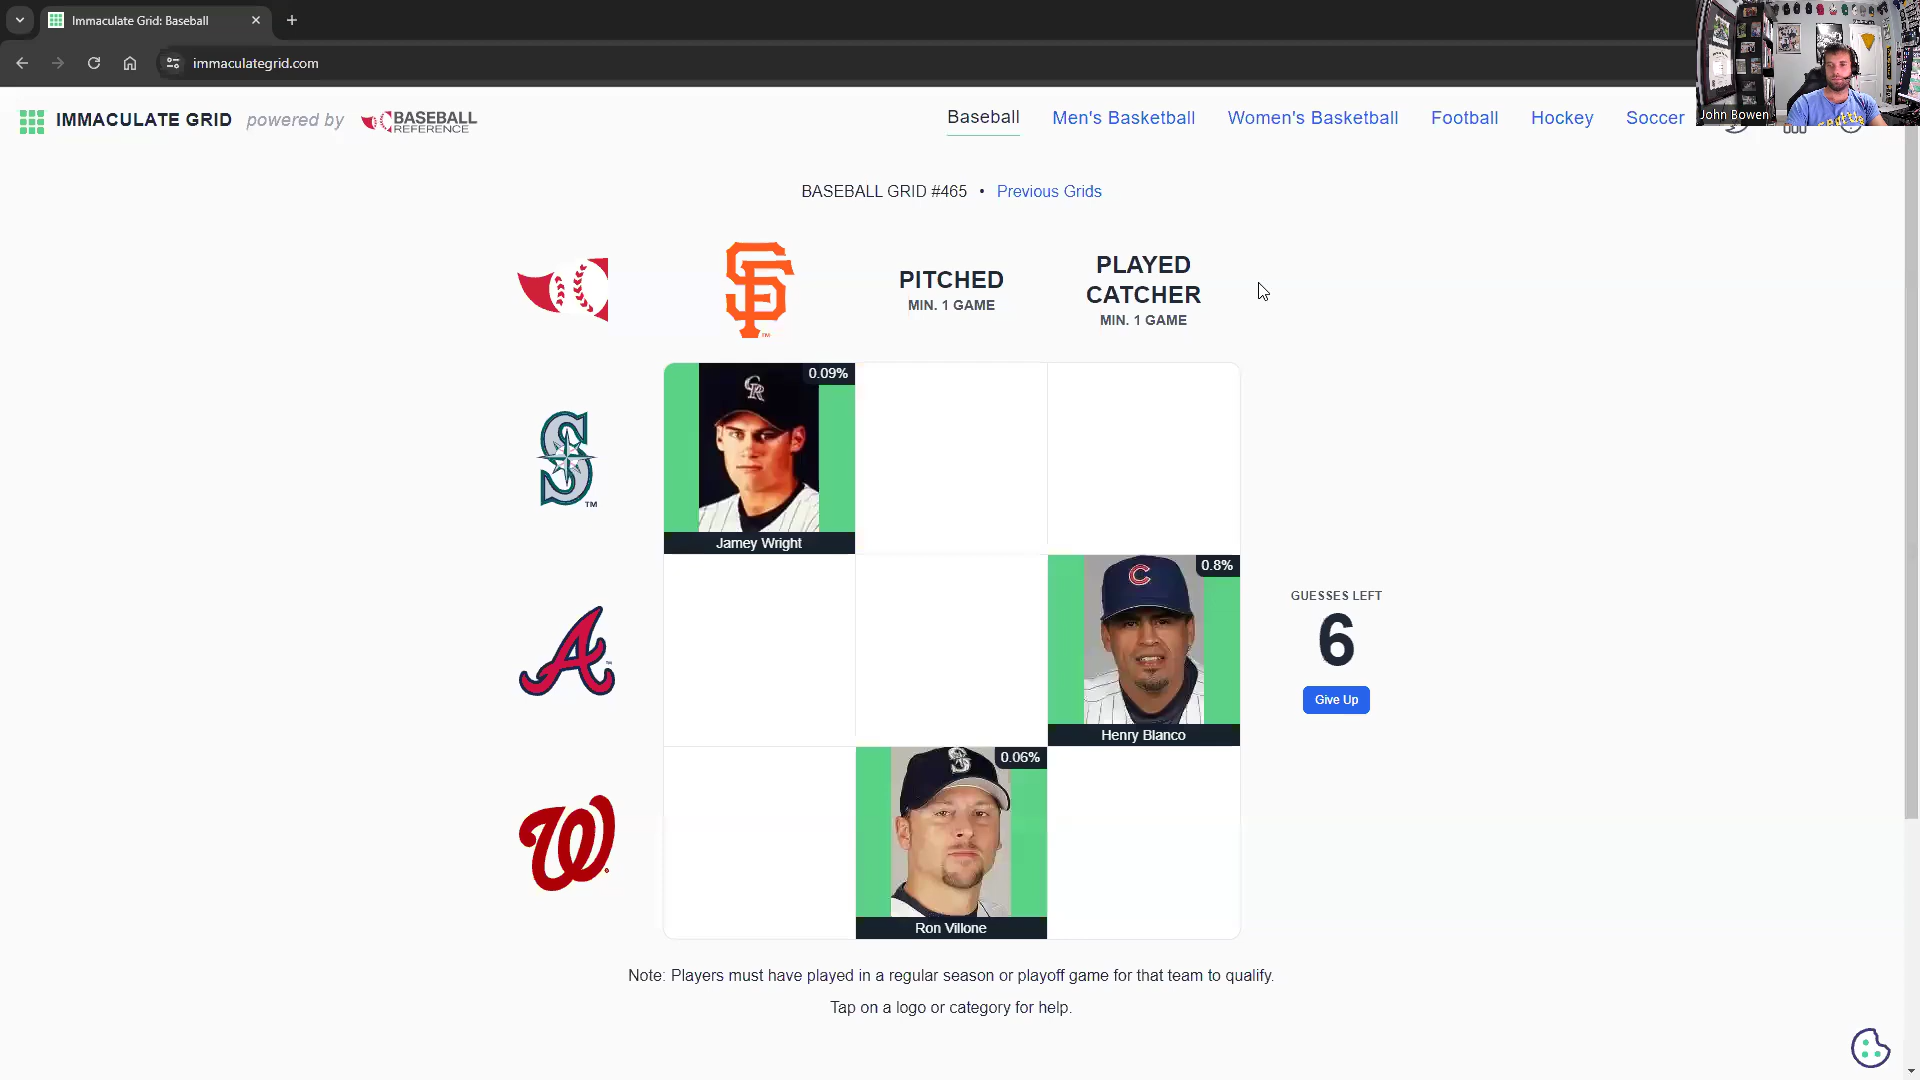 Immaculate Grid: Baseball
immaculategrid.com
John Bowen
IMMACULATE GRID powered by BASEBALL REFERENCE
Baseball Men's Basketball Women's Basketball Football Hockey Soccer
BASEBALL GRID #465 • Previous Grids
SF
PITCHED
MIN. 1 GAME
PLAYED
CATCHER
MIN. 1 GAME
S
0.09%
Jamey Wright
A
0.8%
Henry Blanco
GUESSES LEFT
6
Give Up
W
0.06%
Ron Villone
Note: Players must have played in a regular season or playoff game for that team to qualify.
Tap on a logo or category for help.